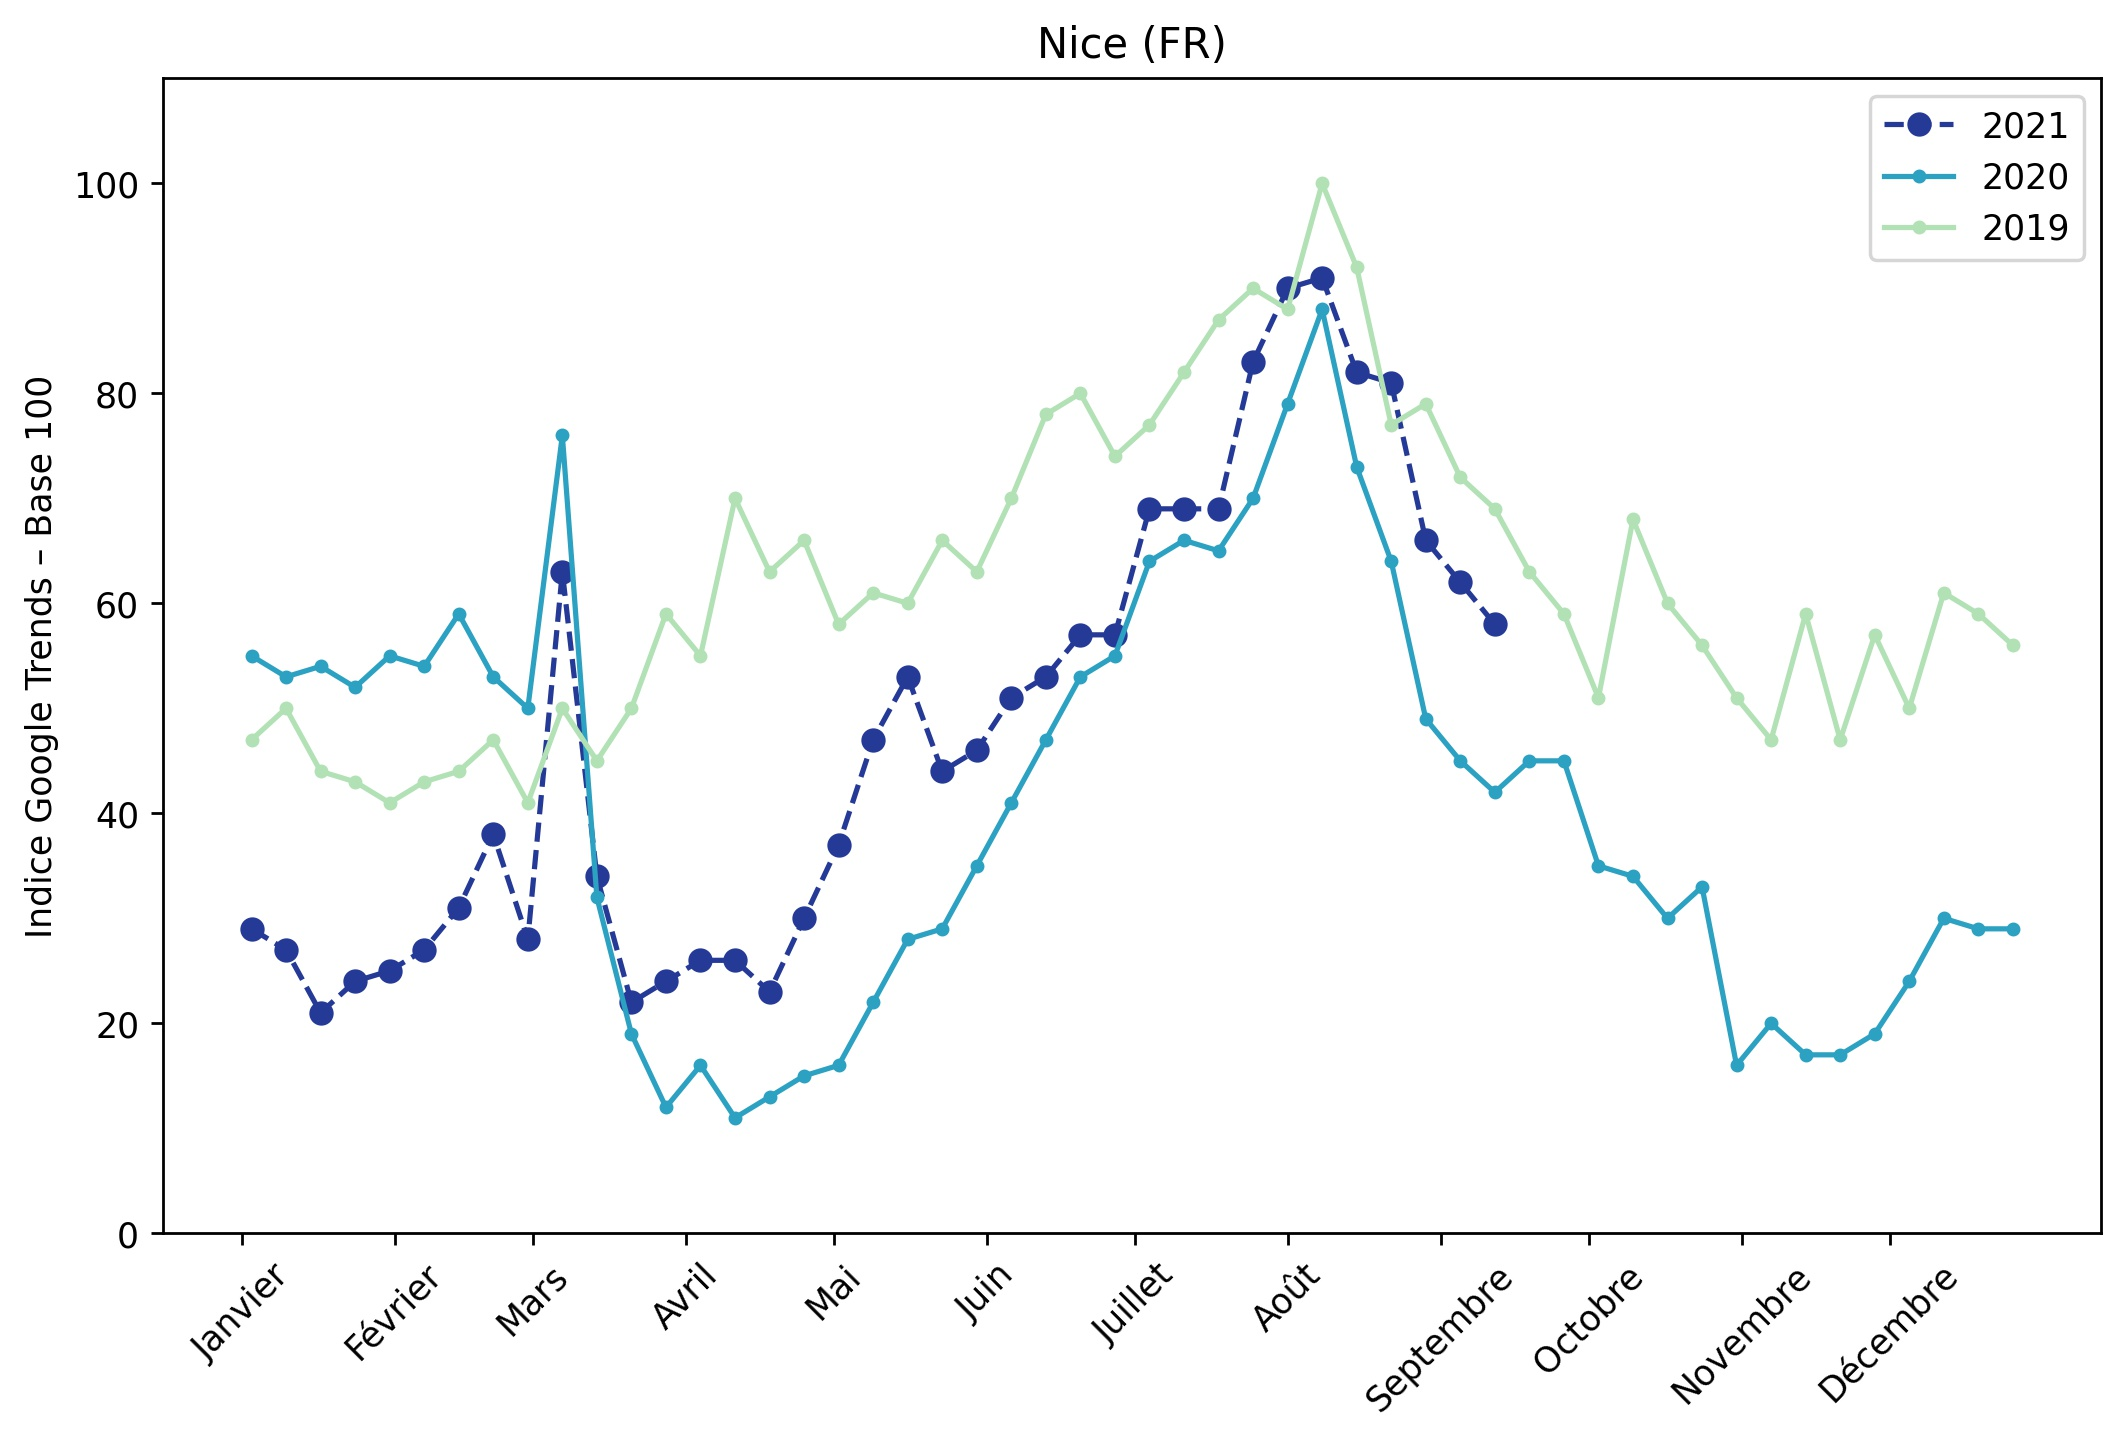 Nice (FR)
2021
2020
2019
Indice Google Trends – Base 100
100
80
60
40
20
0
Janvier
Février
Mars
Avril
Mai
Juin
Juillet
Août
Septembre
Octobre
Novembre
Décembre